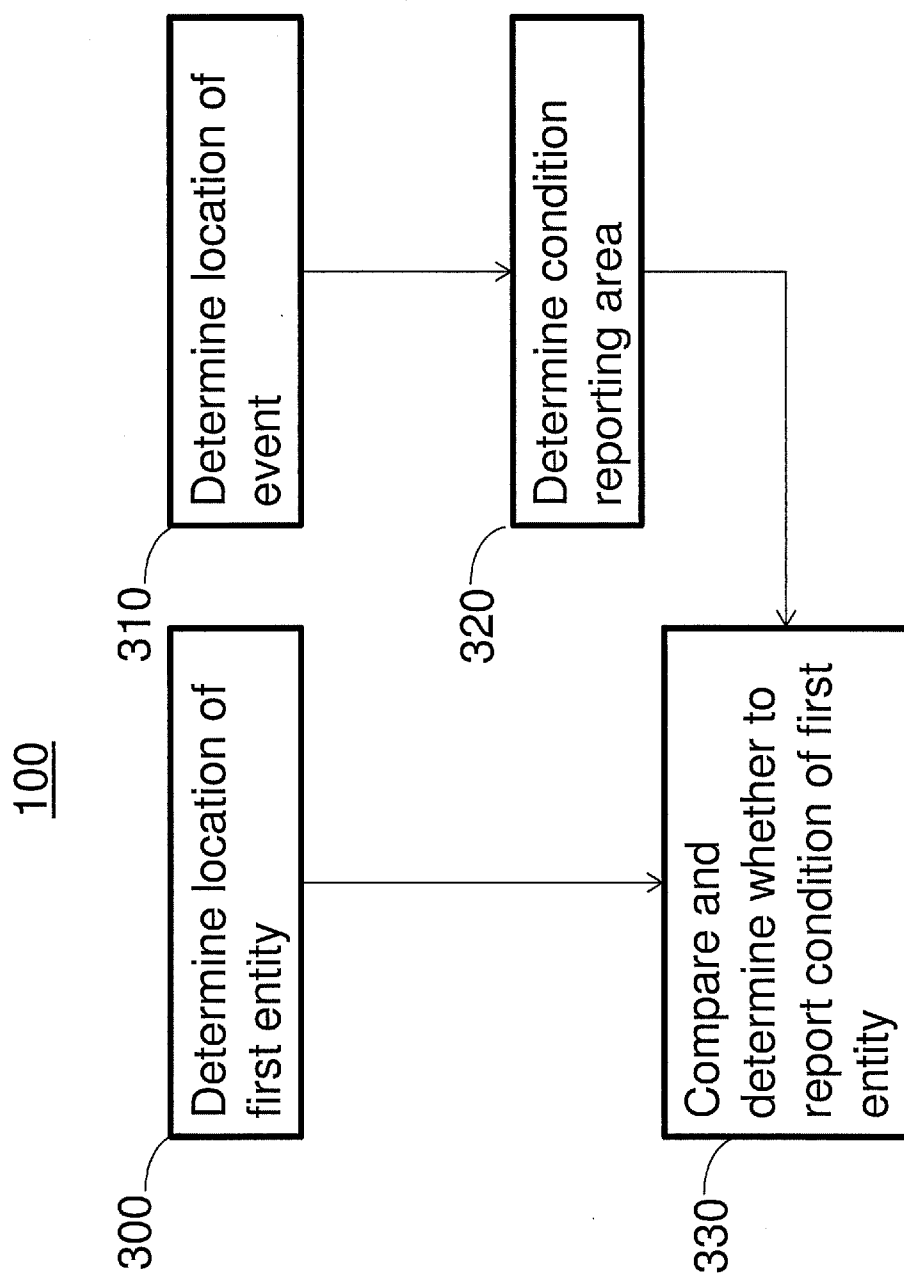 100
300
Determine location of
first entity
310
Determine location of
event
320
Determine condition
reporting area
330
Compare and
determine whether to
report condition of first
entity